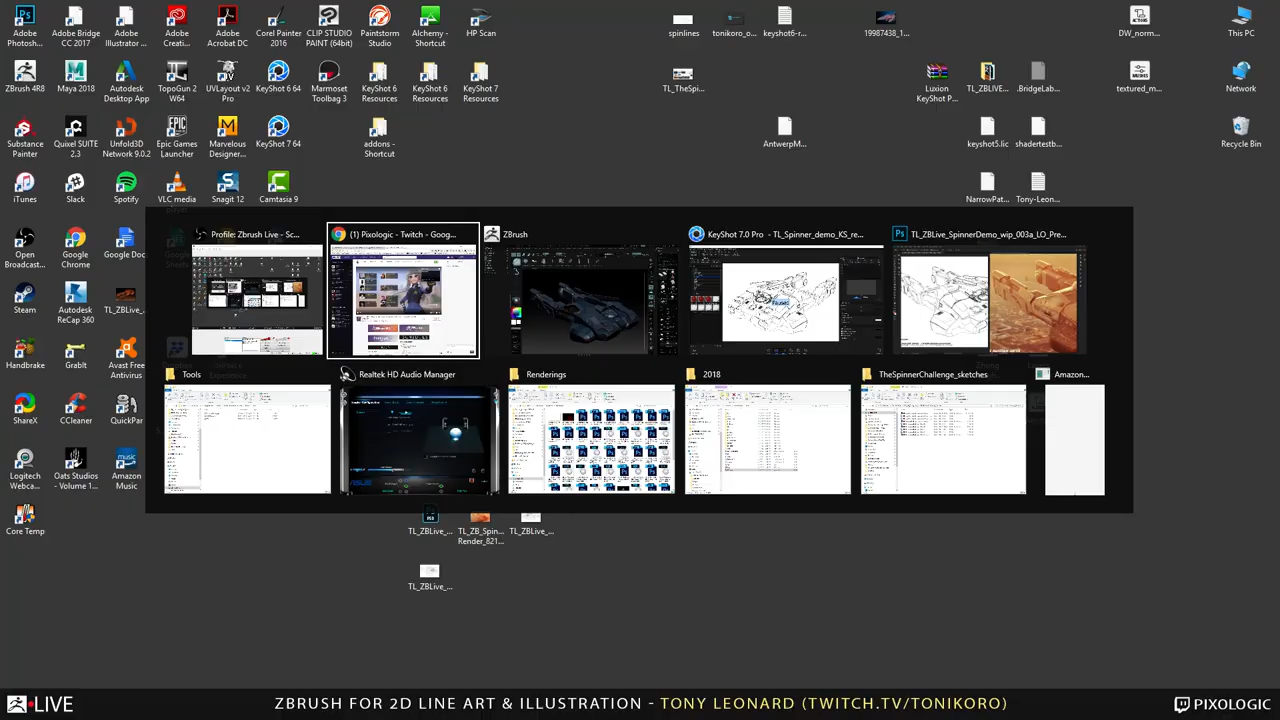 Adobe Photosh...
Adobe Bridge CC 2017
Adobe Illustrator ...
Adobe Creati...
Adobe Acrobat DC
Corel Painter 2016
CLIP STUDIO PAINT (64bit)
Paintstorm Studio
Alchemy - Shortcut
HP Scan
spinlines
tonikoro_o...
keyshot6-r...
19987438_1...
DW_norm...
This PC
ZBrush 4R8
Maya 2018
Autodesk Desktop App
TopoGun 2 W64
UVLayout v2 Pro
KeyShot 6 64
Marmoset Toolbag 3
KeyShot 6 Resources
KeyShot 6 Resources
KeyShot 7 Resources
TL_TheSpi...
Luxion KeyShot P...
TL_ZBLIVE...
.BridgeLab...
textured_m...
Network
Substance Painter
Quixel SUITE 2.3
Unfold3D Network 9.0.2
Epic Games Launcher
Marvelous Designer...
KeyShot 7 64
addons - Shortcut
AntwerpM...
keyshot5.lic
shadertestb...
Recycle Bin
iTunes
Slack
Spotify
VLC media player
Snagit 12
Camtasia 9
NarrowPat...
Tony-Leon...
Profile: Zbrush Live - Sc...
(1) Pixologic - Twitch - Goog...
ZBrush
KeyShot 7.0 Pro - TL_Spinner_demo_KS_re...
TL_ZBLive_SpinnerDemo_wip_003a_LO_Pre...
Open Broadcast...
Google Chrome
Steam
Autodesk ReCap 360
TL_ZBLive_...
Handbrake
GrabIt
Avast Free Antivirus
Tools
Realtek HD Audio Manager
Renderings
2018
TheSpinnerChallenge_sketches
Amazon...
CCleaner
QuickPar
Logitech Webca...
Oats Studios - Volume 1...
Amazon Music
Core Temp
TL_ZBLive_...
TL_ZB_Spin... Render_821...
TL_ZBLive_...
TL_ZBLive_...
LIVE
ZBRUSH FOR 2D LINE ART & ILLUSTRATION - TONY LEONARD (TWITCH.TV/TONIKORO)
PIXOLOGIC